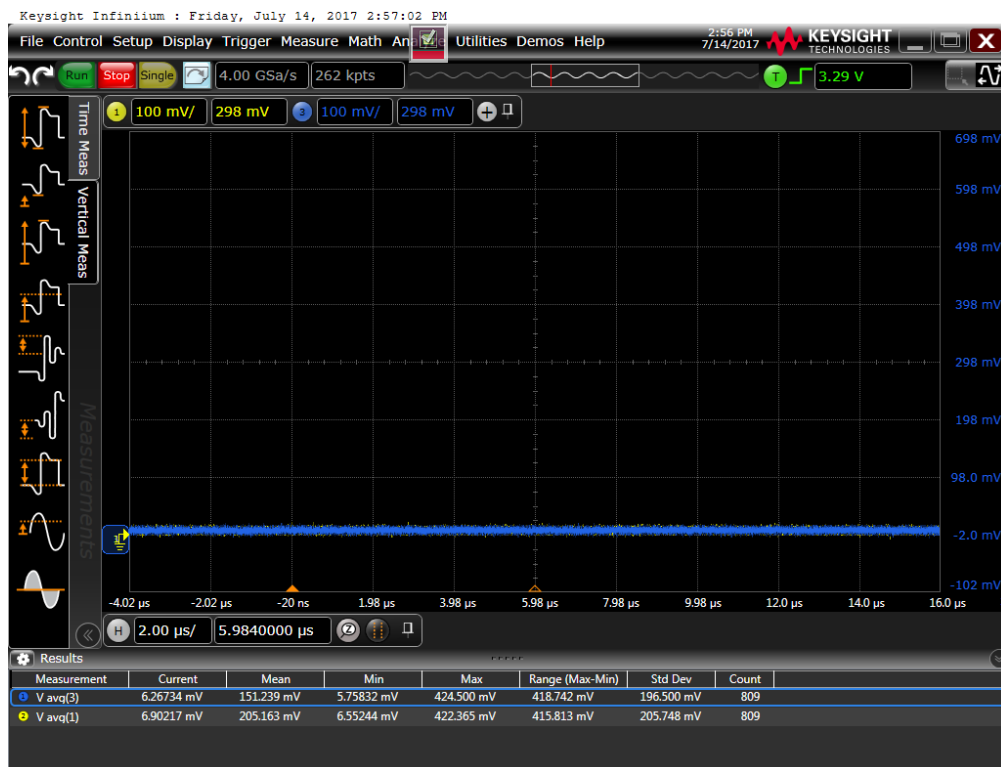 Keysight Infiniium : Friday, July 14, 2017 2:57:02 PM
File Control Setup Display Trigger Measure Math Utilities Demos Help
2:56 PM
7/14/2017
KEYSIGHT
TECHNOLOGIES
X
Run Stop Single 4.00 GSa/s 262 kpts T 3.29 V
1 100 mV/ 298 mV 3 100 mV/ 298 mV +
Time Meas
Vertical Meas
Measurements
698 mV
598 mV
498 mV
398 mV
298 mV
198 mV
98.0 mV
-2.0 mV
-102 mV
-4.02 µs -2.02 µs -20 ns 1.98 µs 3.98 µs 5.98 µs 7.98 µs 9.98 µs 12.0 µs 14.0 µs 16.0 µs
H 2.00 µs/ 5.9840000 µs Z
Results
Measurement Current Mean Min Max Range (Max-Min) Std Dev Count
V avg(3) 6.26734 mV 151.239 mV 5.75832 mV 424.500 mV 418.742 mV 196.500 mV 809
2 V avg(1) 6.90217 mV 205.163 mV 6.55244 mV 422.365 mV 415.813 mV 205.748 mV 809